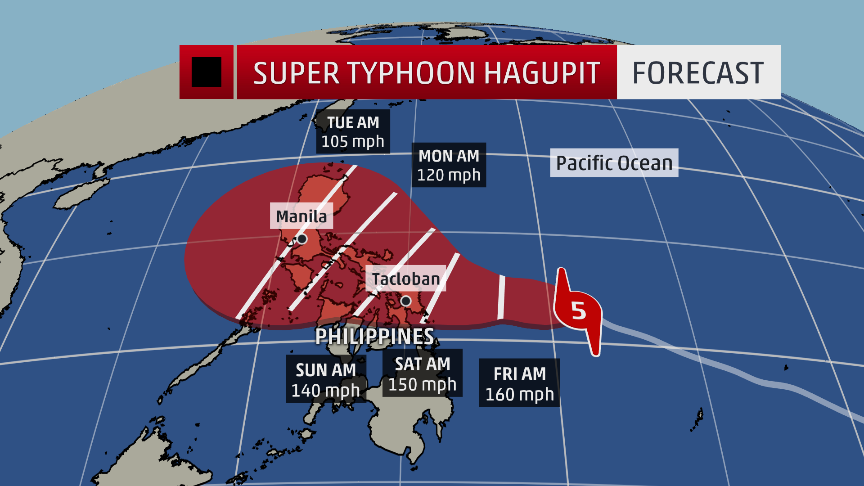 SUPER TYPHOON HAGUPIT FORECAST
TUE AM
105 mph
MON AM
120 mph
Pacific Ocean
Manila
Tacloban
5
PHILIPPINES
SUN AM
140 mph
SAT AM
150 mph
FRI AM
160 mph